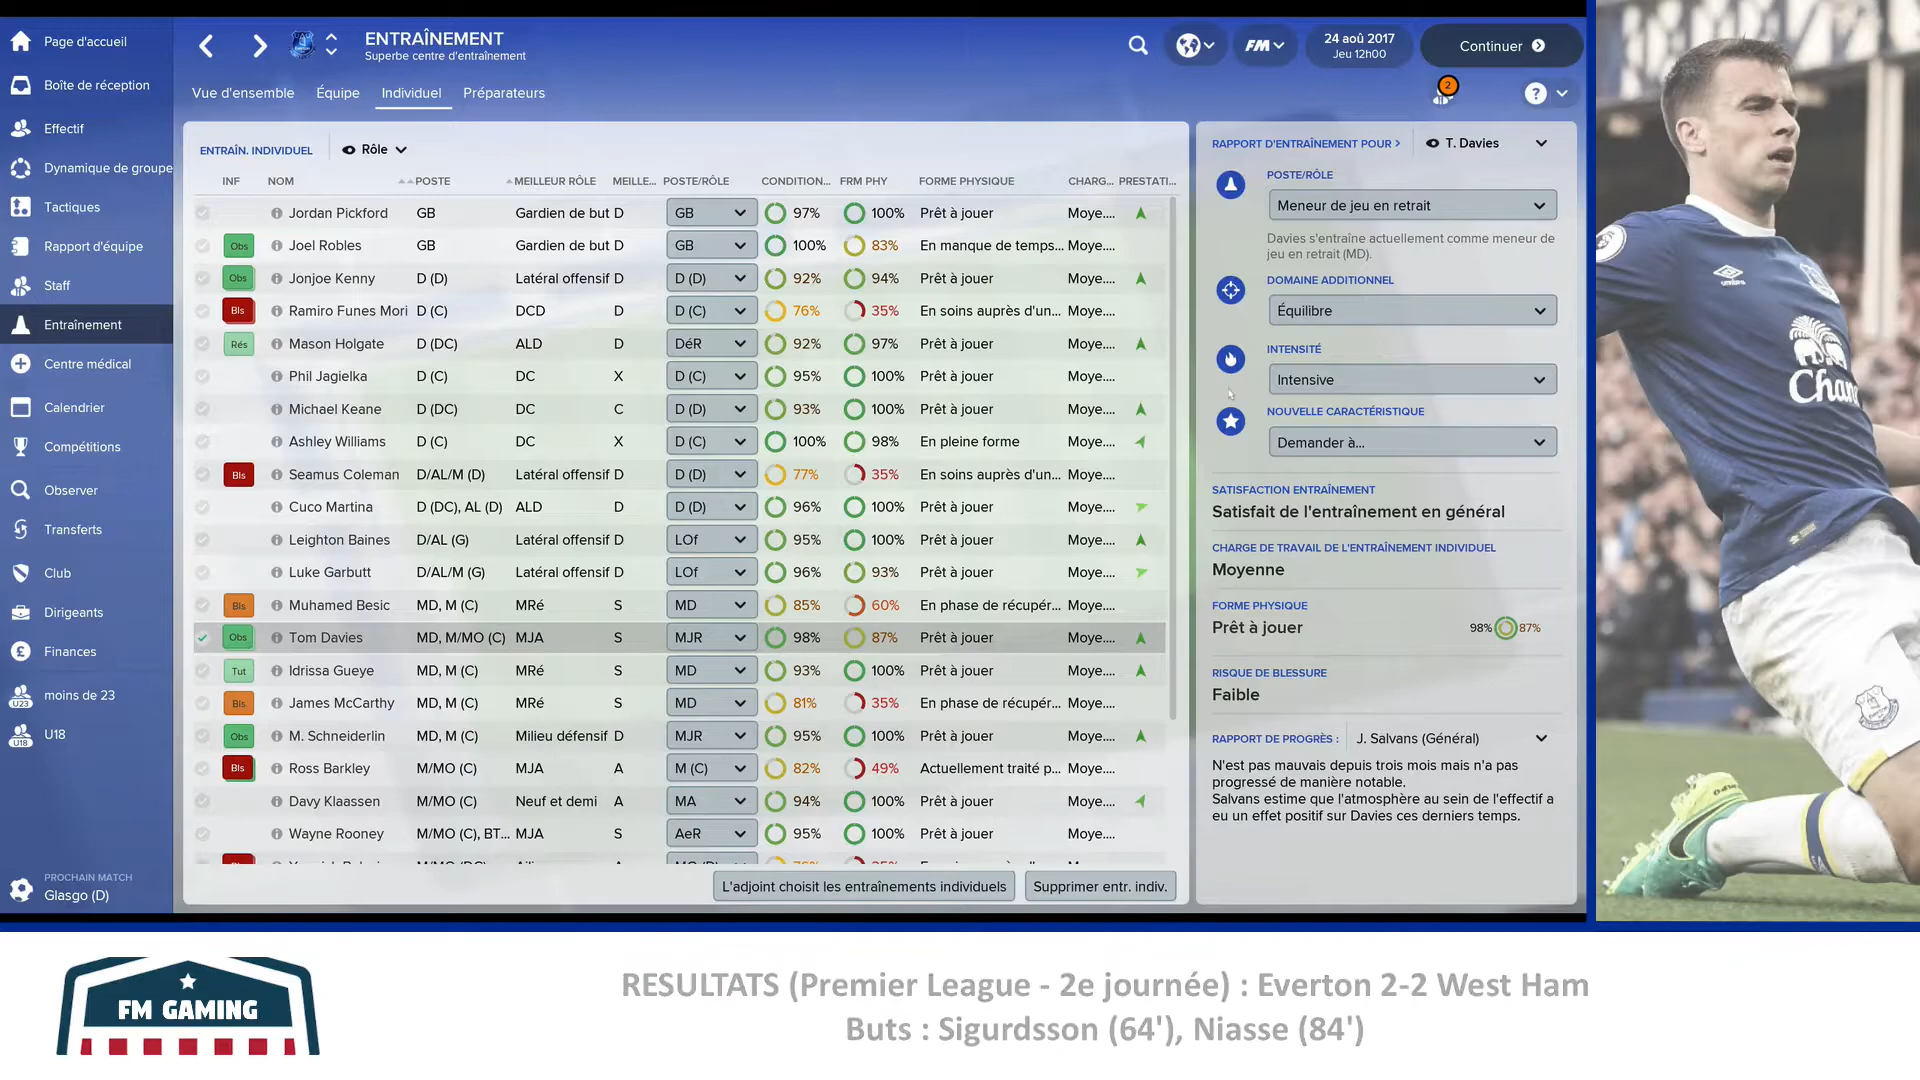 Page d'accueil
Boîte de réception
Effectif
Dynamique de groupe
Tactiques
Rapport d'équipe
Staff
Entraînement
Centre médical
Calendrier
Compétitions
Observer
Transferts
Club
Dirigeants
Finances
U23 moins de 23
U18 U18
PROCHAIN MATCH
Glasgo (D)
ENTRAÎNEMENT
Superbe centre d'entraînement
FM
24 aoû 2017
Jeu 12h00
Continuer
Vue d'ensemble Équipe Individuel Préparateurs
2
?
ENTRAÎN. INDIVIDUEL Rôle
INF NOM POSTE MEILLEUR RÔLE MEILLE... POSTE/RÔLE CONDITION... FRM PHY FORME PHYSIQUE CHARG... PRESTATI...
Jordan Pickford GB Gardien de but D GB 97% 100% Prêt à jouer Moye....
Obs Joel Robles GB Gardien de but D GB 100% 83% En manque de temps... Moye....
Obs Jonjoe Kenny D (D) Latéral offensif D D (D) 92% 94% Prêt à jouer Moye....
Bls Ramiro Funes Mori D (C) DCD D D (C) 76% 35% En soins auprès d'un... Moye....
Rés Mason Holgate D (DC) ALD D DéR 92% 97% Prêt à jouer Moye....
Phil Jagielka D (C) DC X D (C) 95% 100% Prêt à jouer Moye....
Michael Keane D (DC) DC C D (D) 93% 100% Prêt à jouer Moye....
Ashley Williams D (C) DC X D (C) 100% 98% En pleine forme Moye....
Bls Seamus Coleman D/AL/M (D) Latéral offensif D D (D) 77% 35% En soins auprès d'un... Moye....
Cuco Martina D (DC), AL (D) ALD D D (D) 96% 100% Prêt à jouer Moye....
Leighton Baines D/AL (G) Latéral offensif D LOf 95% 100% Prêt à jouer Moye....
Luke Garbutt D/AL/M (G) Latéral offensif D LOf 96% 93% Prêt à jouer Moye....
Bls Muhamed Besic MD, M (C) MRé S MD 85% 60% En phase de récupér... Moye....
Obs Tom Davies MD, M/MO (C) MJA S MJR 98% 87% Prêt à jouer Moye....
Tut Idrissa Gueye MD, M (C) MRé S MD 93% 100% Prêt à jouer Moye....
Bls James McCarthy MD, M (C) MRé S MD 81% 35% En phase de récupér... Moye....
Obs M. Schneiderlin MD, M (C) Milieu défensif D MJR 95% 100% Prêt à jouer Moye....
Bls Ross Barkley M/MO (C) MJA A M (C) 82% 49% Actuellement traité p... Moye....
Davy Klaassen M/MO (C) Neuf et demi A MA 94% 100% Prêt à jouer Moye....
Wayne Rooney M/MO (C), BT... MJA S AeR 95% 100% Prêt à jouer Moye....
L'adjoint choisit les entraînements individuels Supprimer entr. indiv.
RAPPORT D'ENTRAÎNEMENT POUR > T. Davies
POSTE/RÔLE
Meneur de jeu en retrait
Davies s'entraîne actuellement comme meneur de
jeu en retrait (MD).
DOMAINE ADDITIONNEL
Équilibre
INTENSITÉ
Intensive
NOUVELLE CARACTÉRISTIQUE
Demander à...
SATISFACTION ENTRAÎNEMENT
Satisfait de l'entraînement en général
CHARGE DE TRAVAIL DE L'ENTRAÎNEMENT INDIVIDUEL
Moyenne
FORME PHYSIQUE
Prêt à jouer 98% 87%
RISQUE DE BLESSURE
Faible
RAPPORT DE PROGRÈS : J. Salvans (Général)
N'est pas mauvais depuis trois mois mais n'a pas
progressé de manière notable.
Salvans estime que l'atmosphère au sein de l'effectif a
eu un effet positif sur Davies ces derniers temps.
umbro
Chan
FM GAMING
RESULTATS (Premier League - 2e journée) : Everton 2-2 West Ham
Buts : Sigurdsson (64'), Niasse (84')